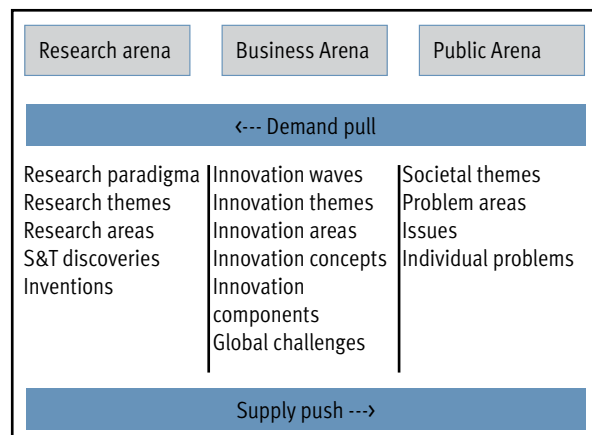 Research arena
Business Arena
Public Arena
<--- Demand pull
Research paradigma
Research themes
Research areas
S&T discoveries
Inventions
Innovation waves
Innovation themes
Innovation areas
Innovation concepts
Innovation
components
Global challenges
Societal themes
Problem areas
Issues
Individual problems
Supply push --->